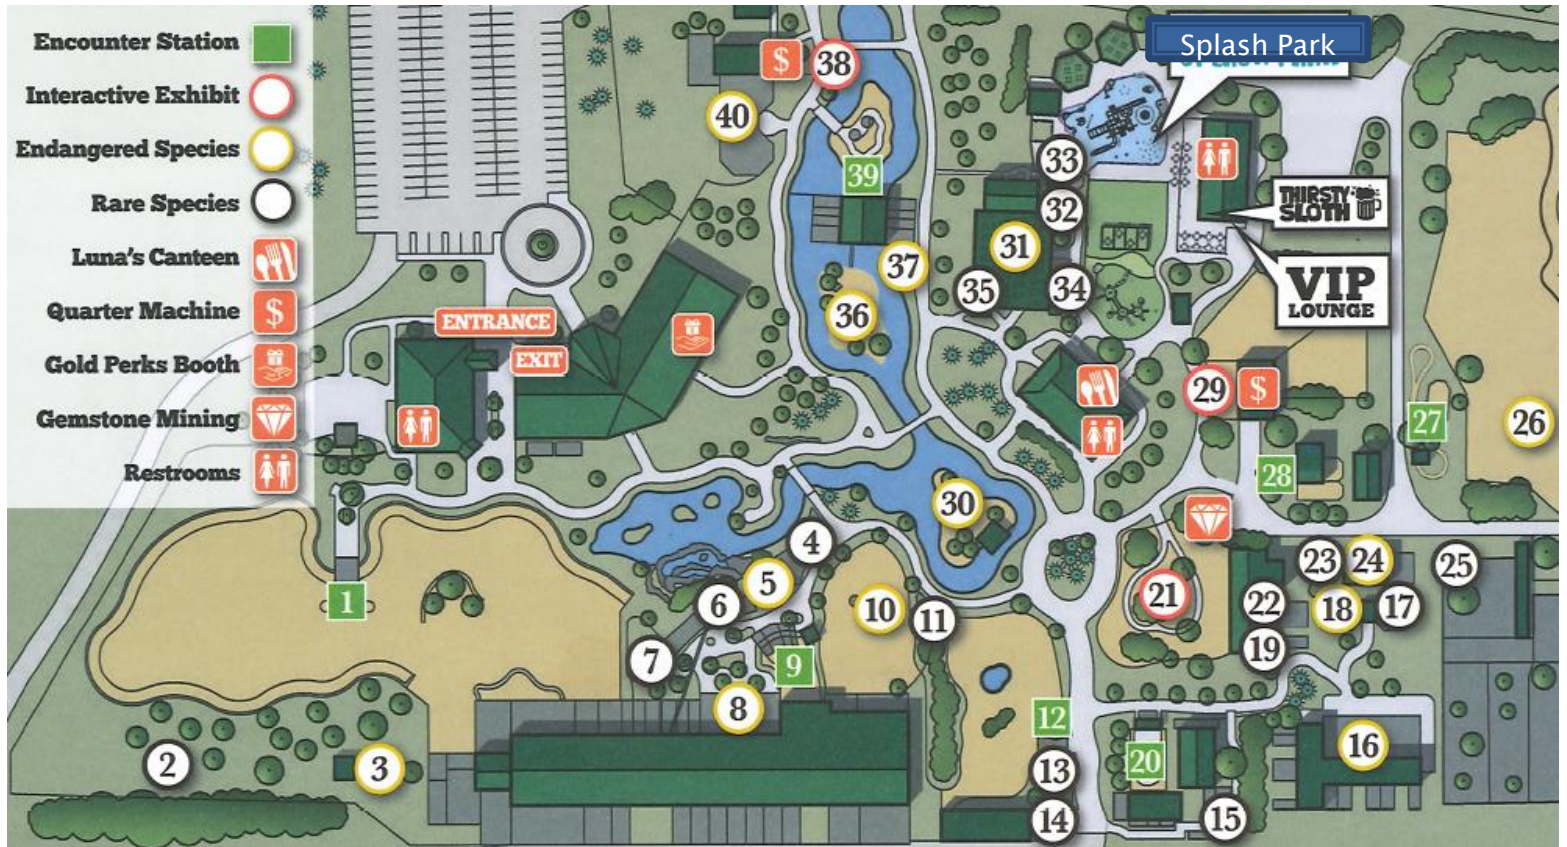 Encounter Station
Interactive Exhibit
Endangered Species
Rare Species
Luna's Canteen
Quarter Machine
$
Gold Perks Booth
Gemstone Mining
Restrooms
Splash Park
$ 38
40
33
39
THIRSTY
SLOTH
32
31
37
VIP
LOUNGE
35
34
36
ENTRANCE
EXIT
29 $
27
26
28
30
4
23 24
25
5
21
1
6
10
11
22
18
17
7
9
19
8
12
16
2
3
13
20
14
15